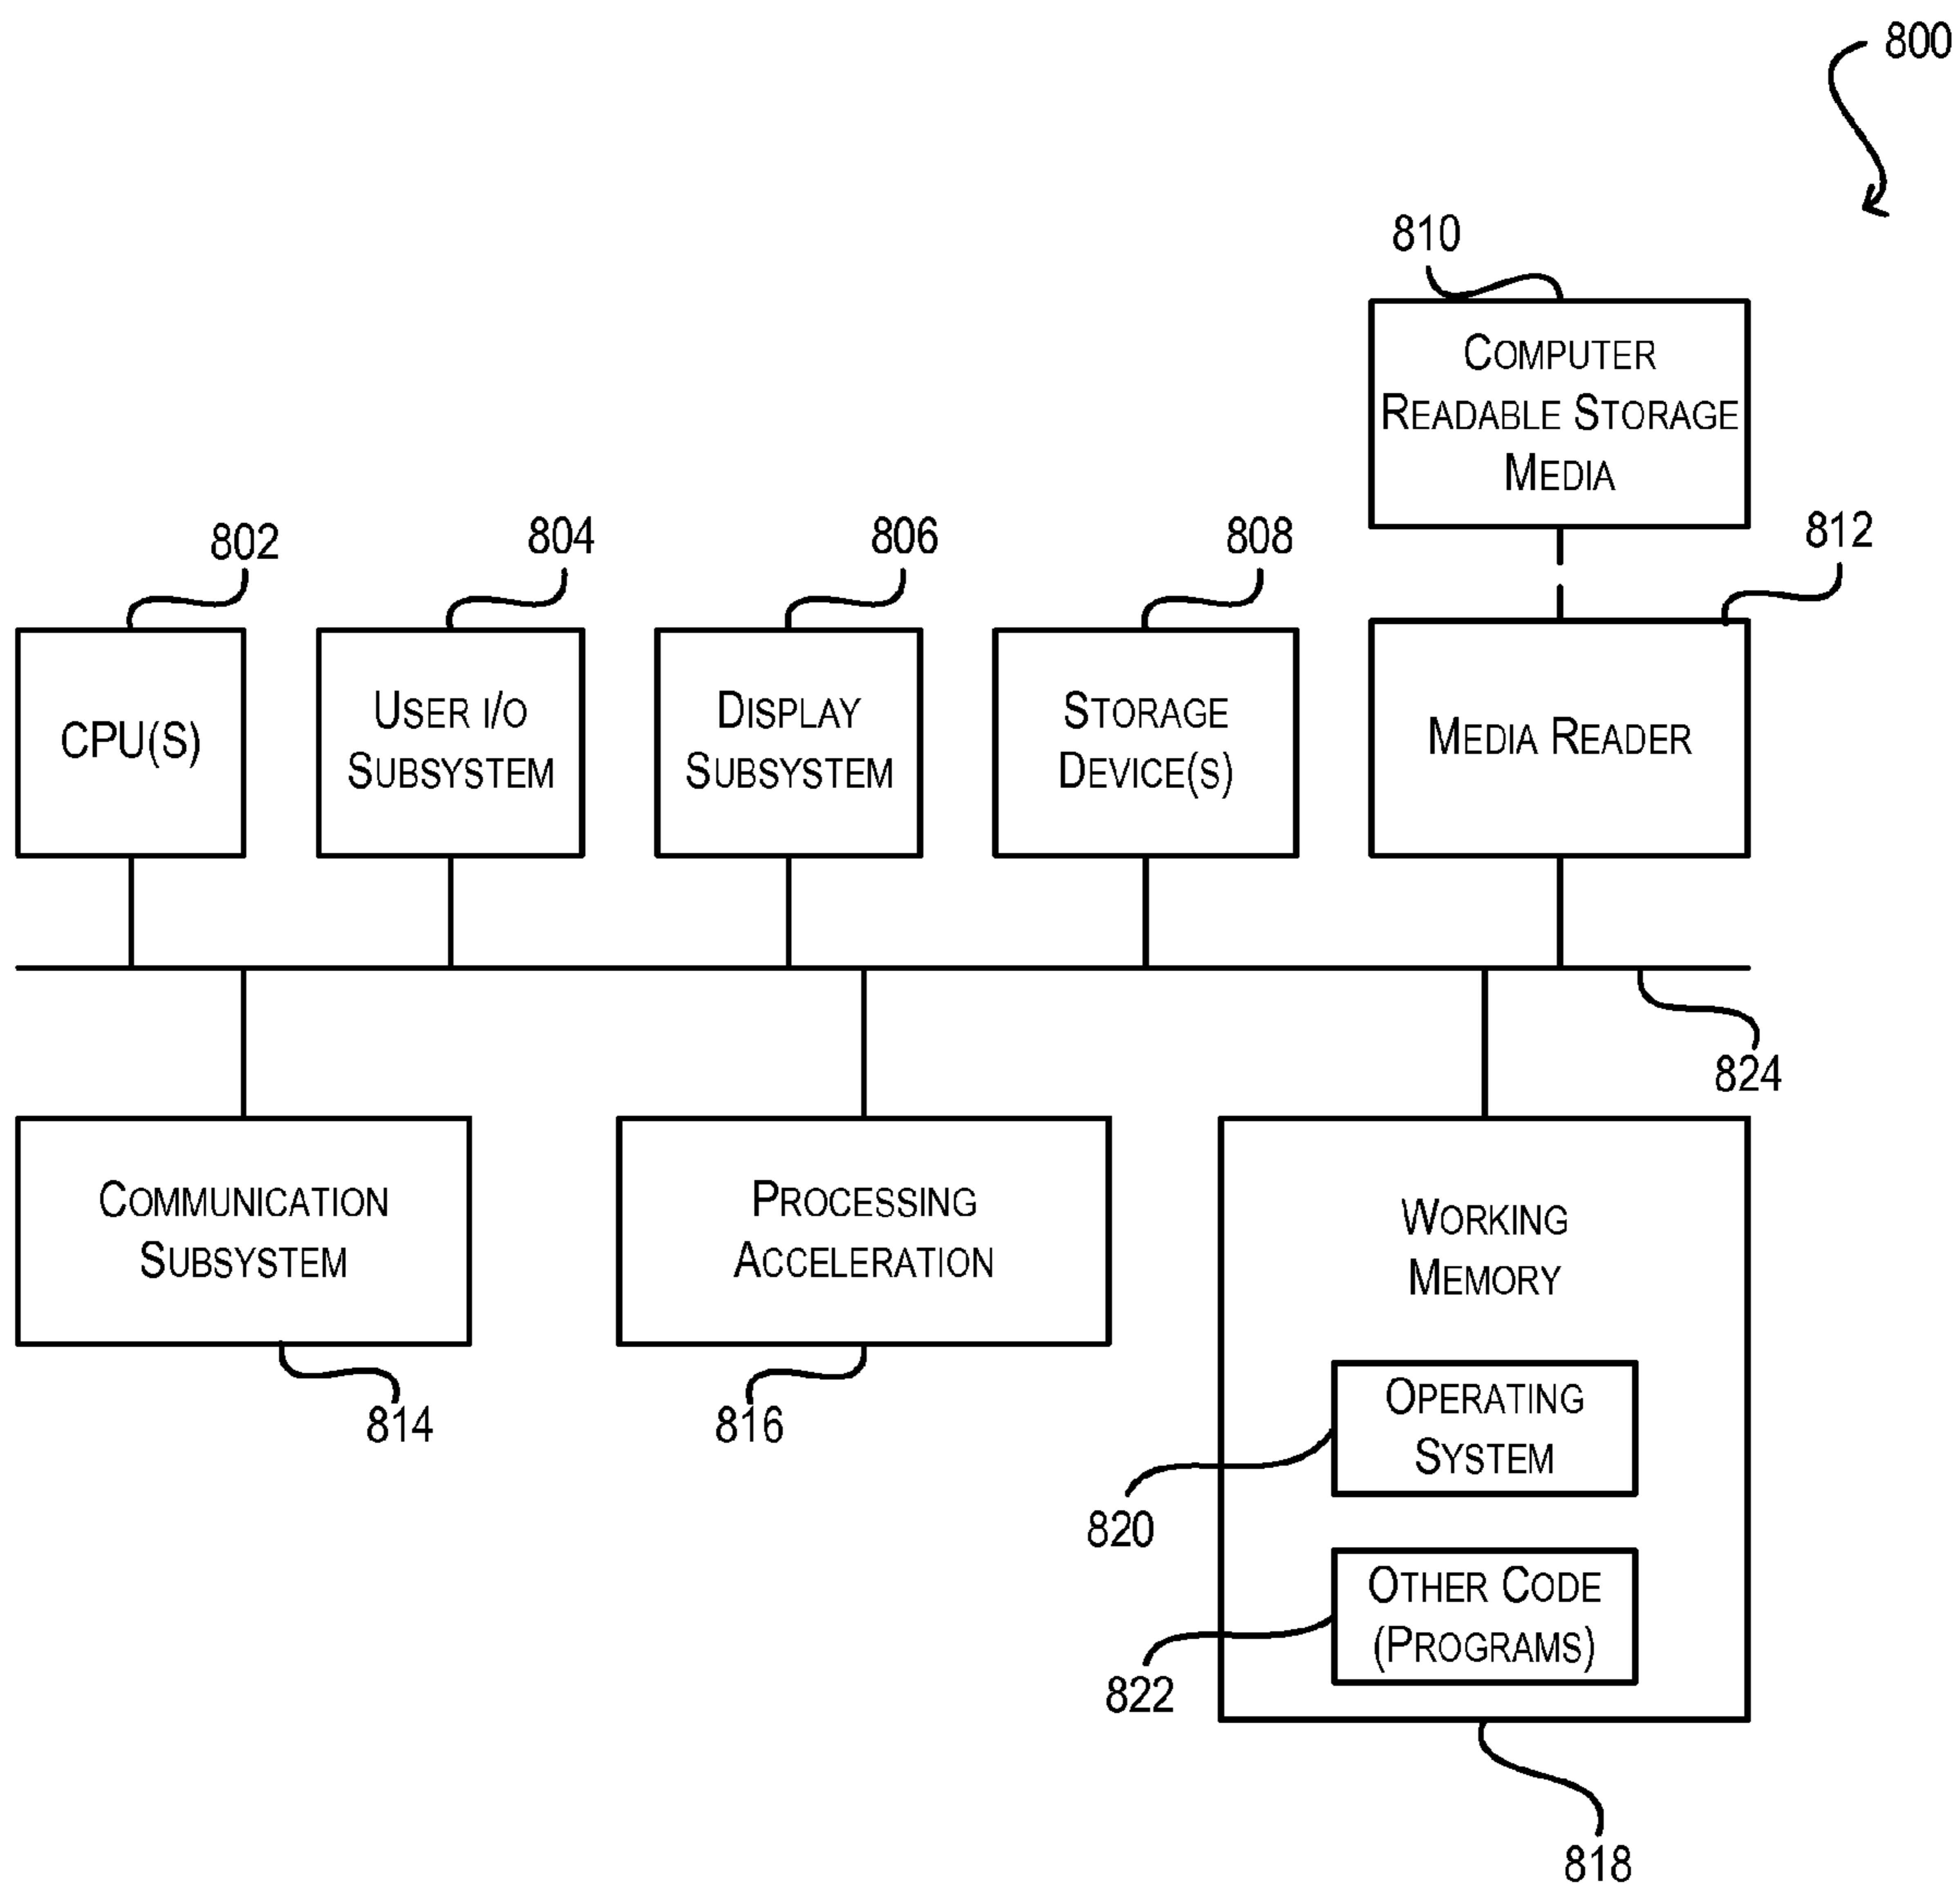 800
810
COMPUTER
READABLE STORAGE
MEDIA
802
804
806
808
812
CPU(S)
USER I/O
SUBSYSTEM
DISPLAY
SUBSYSTEM
STORAGE
DEVICE(S)
MEDIA READER
824
COMMUNICATION
SUBSYSTEM
PROCESSING
ACCELERATION
WORKING
MEMORY
814
816
OPERATING
SYSTEM
820
OTHER CODE
(PROGRAMS)
822
818